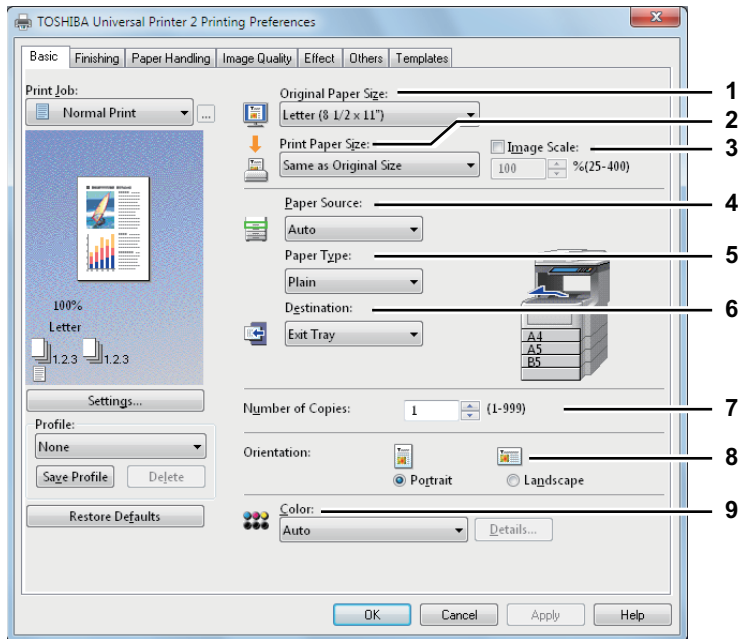 TOSHIBA Universal Printer 2 Printing Preferences
Basic Finishing Paper Handling Image Quality Effect Others Templates
Print Job:
Normal Print ...
100%
Letter
1.2.3 1.2.3
Settings...
Profile:
None
Save Profile Delete
Restore Defaults
Original Paper Size:
Letter (8 1/2 x 11")
Print Paper Size:
Same as Original Size
Image Scale:
100 %(25-400)
Paper Source:
Auto
Paper Type:
Plain
Destination:
Exit Tray
A4
A5
B5
Number of Copies: 1 (1-999)
Orientation:
Portrait Landscape
Color:
Auto Details...
OK Cancel Apply Help
1
2
3
4
5
6
7
8
9